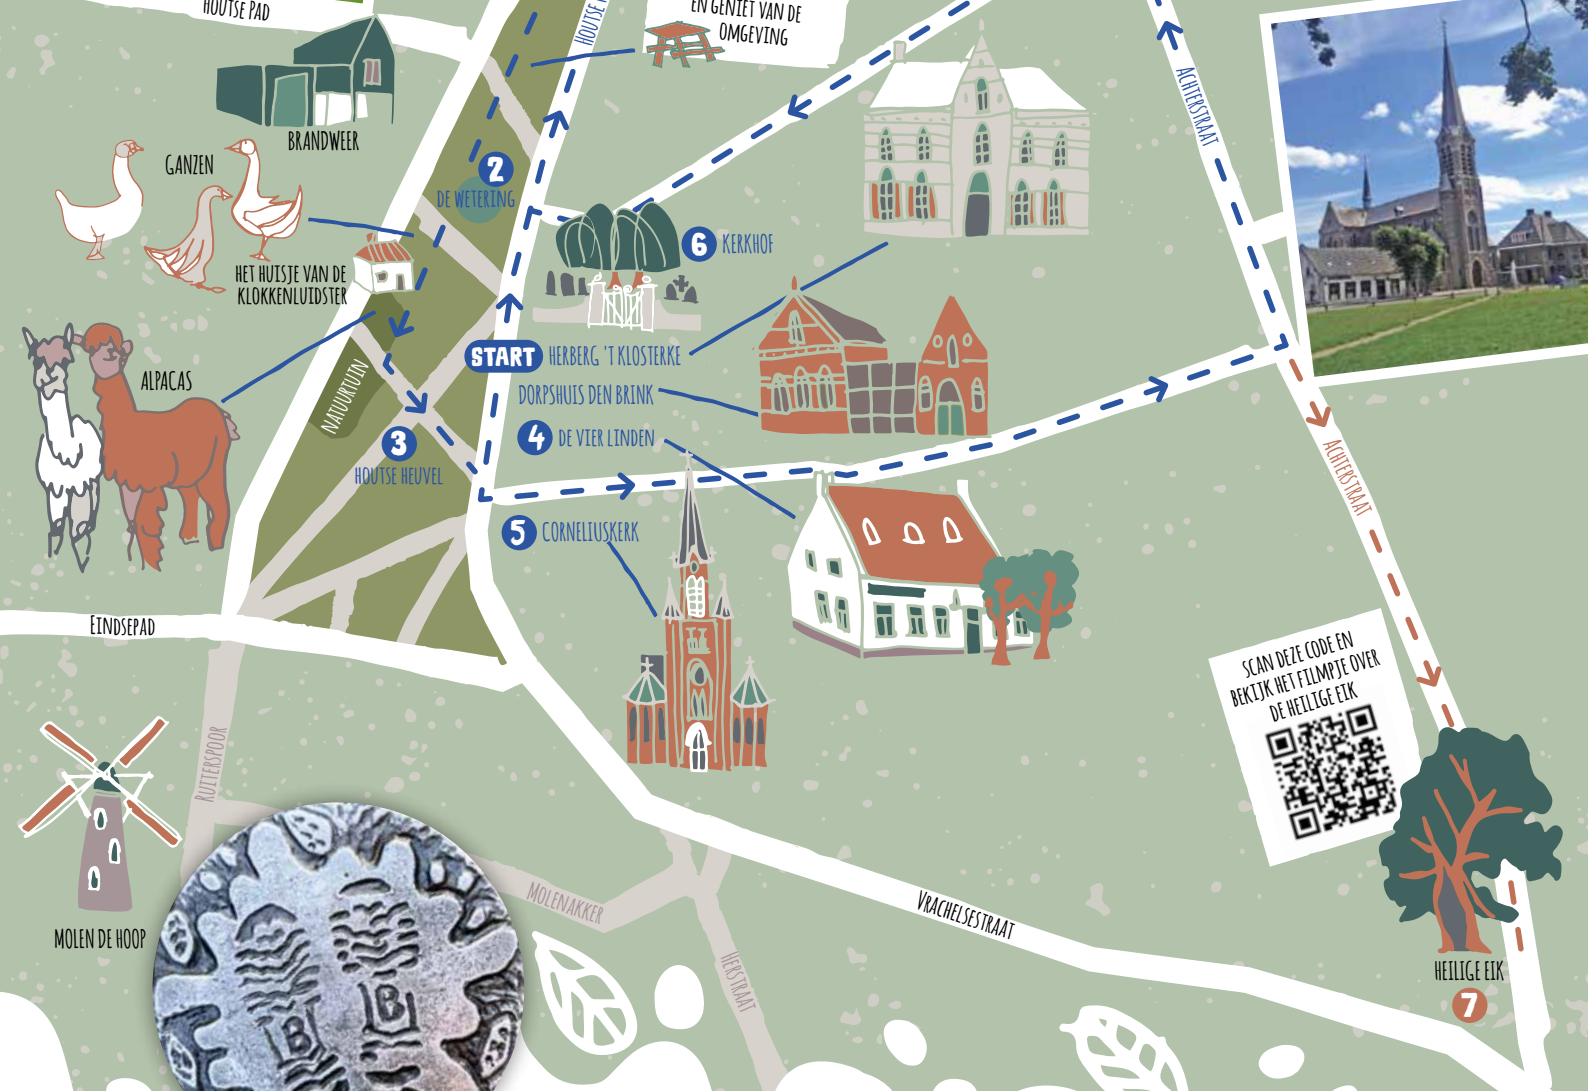 HOUTSE PAD
EN GENIET VAN DE
OMGEVING
BRANDWEER
GANZEN
ACHTERSTRAAT
2
DE WETERING
6 KERKHOF
HET HUISJE VAN DE
KLOKKENLUIDSTER
START HERBERG 'T KLOSTERKE
ALPACAS
DORPSHUIS DEN BRINK
NATUURTUIN
3
HOUTSE HEUVEL
4 DE VIER LINDEN
ACHTERSTRAAT
5 CORNELIUSKERK
EINDSEPAD
SCAN DEZE CODE EN
BEKIJK HET FILMPJE OVER
DE HEILIGE EIK
RUITERSPOOR
MOLENAKKER
VRACHELSESTRAAT
MOLEN DE HOOP
HERSTRAAT
HEILIGE EIK
7
B
B